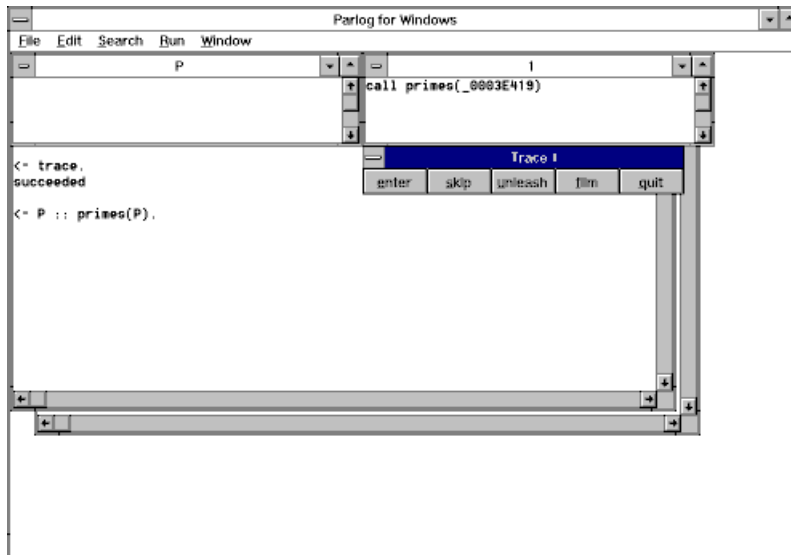 Parlog for Windows
File Edit Search Run Window
P
1
call primes(_0003E419)
<- trace.
succeeded
<- P :: primes(P).
Trace 1
enter skip unleash film quit